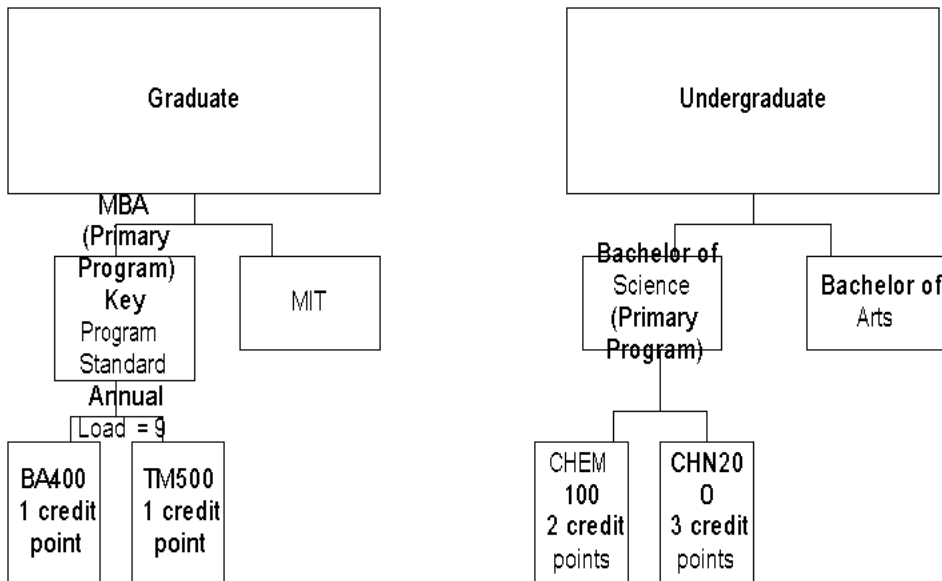 Graduate
Undergraduate
MBA
(Primary
Program)
Key
Program
Standard
Annual
Load = 9
MIT
Bachelor of
Science
(Primary
Program)
Bachelor of
Arts
BA400
1 credit
point
TM500
1 credit
point
CHEM
100
2 credit
points
CHN20
O
3 credit
points